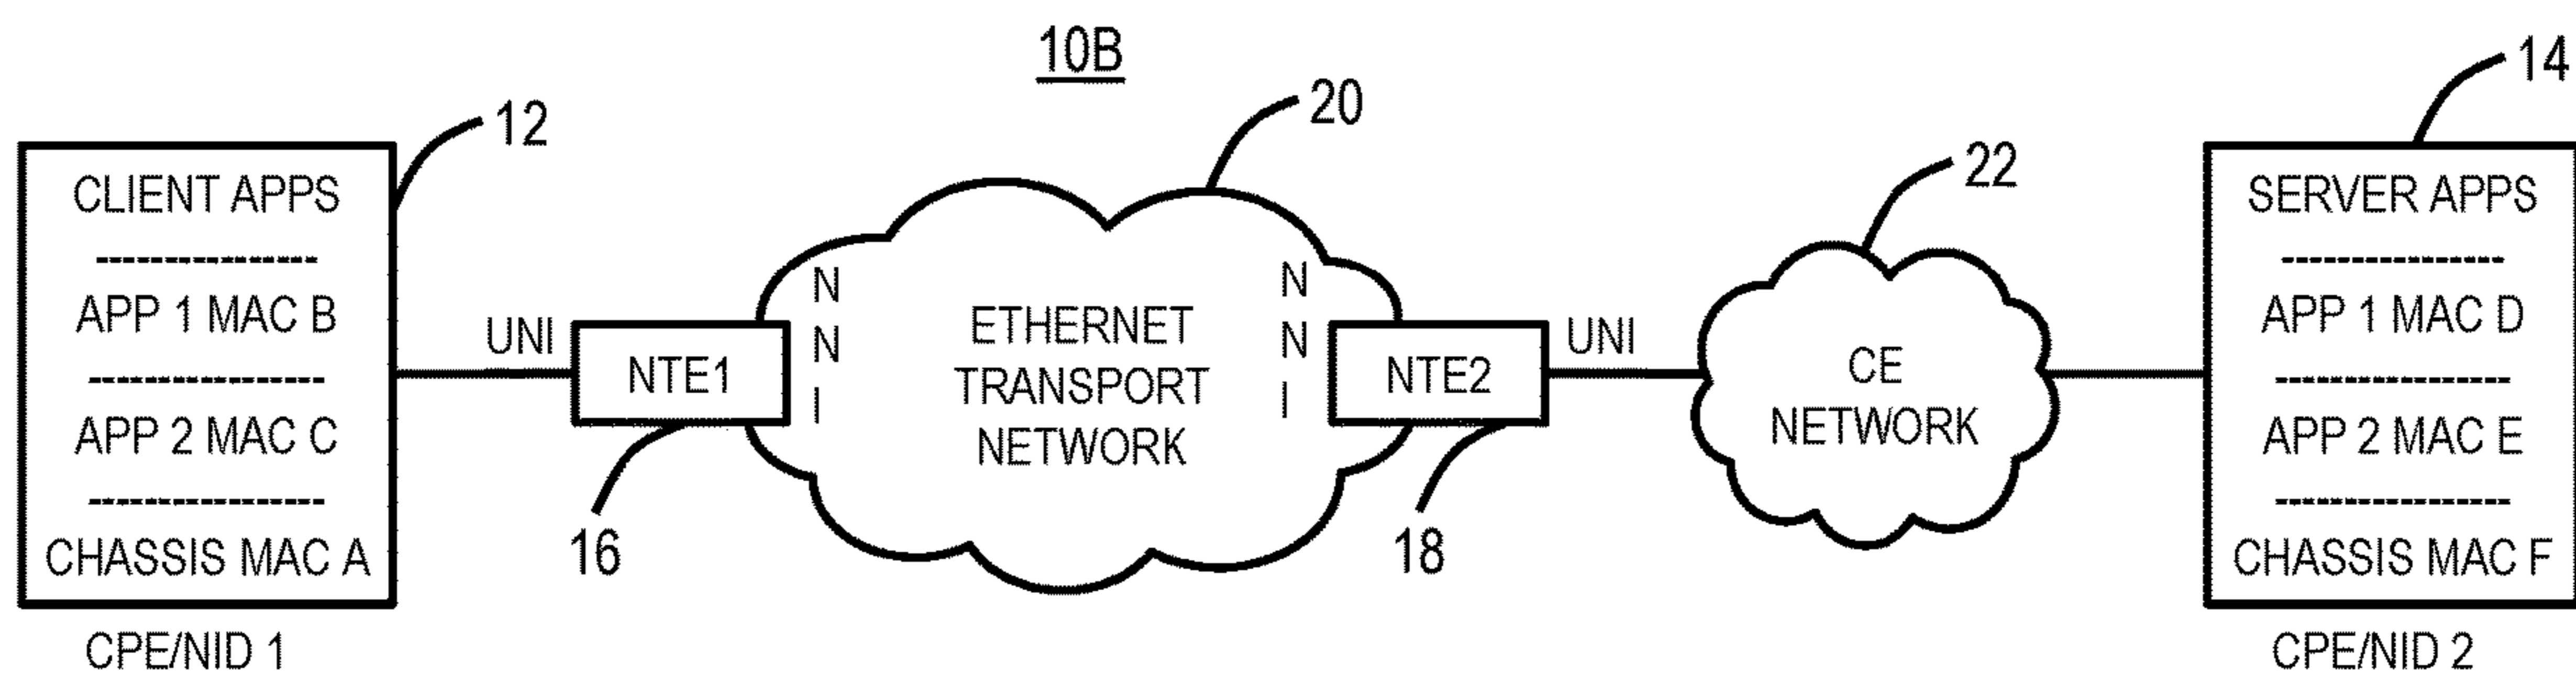 10B
12
CLIENT APPS
APP 1 MAC B
APP 2 MAC C
CHASSIS MAC A
CPE/NID 1
UNI
NTE1
16
NNI
20
ETHERNET
TRANSPORT
NETWORK
NNI
NTE2
18
UNI
22
CE
NETWORK
14
SERVER APPS
APP 1 MAC D
APP 2 MAC E
CHASSIS MAC F
CPE/NID 2